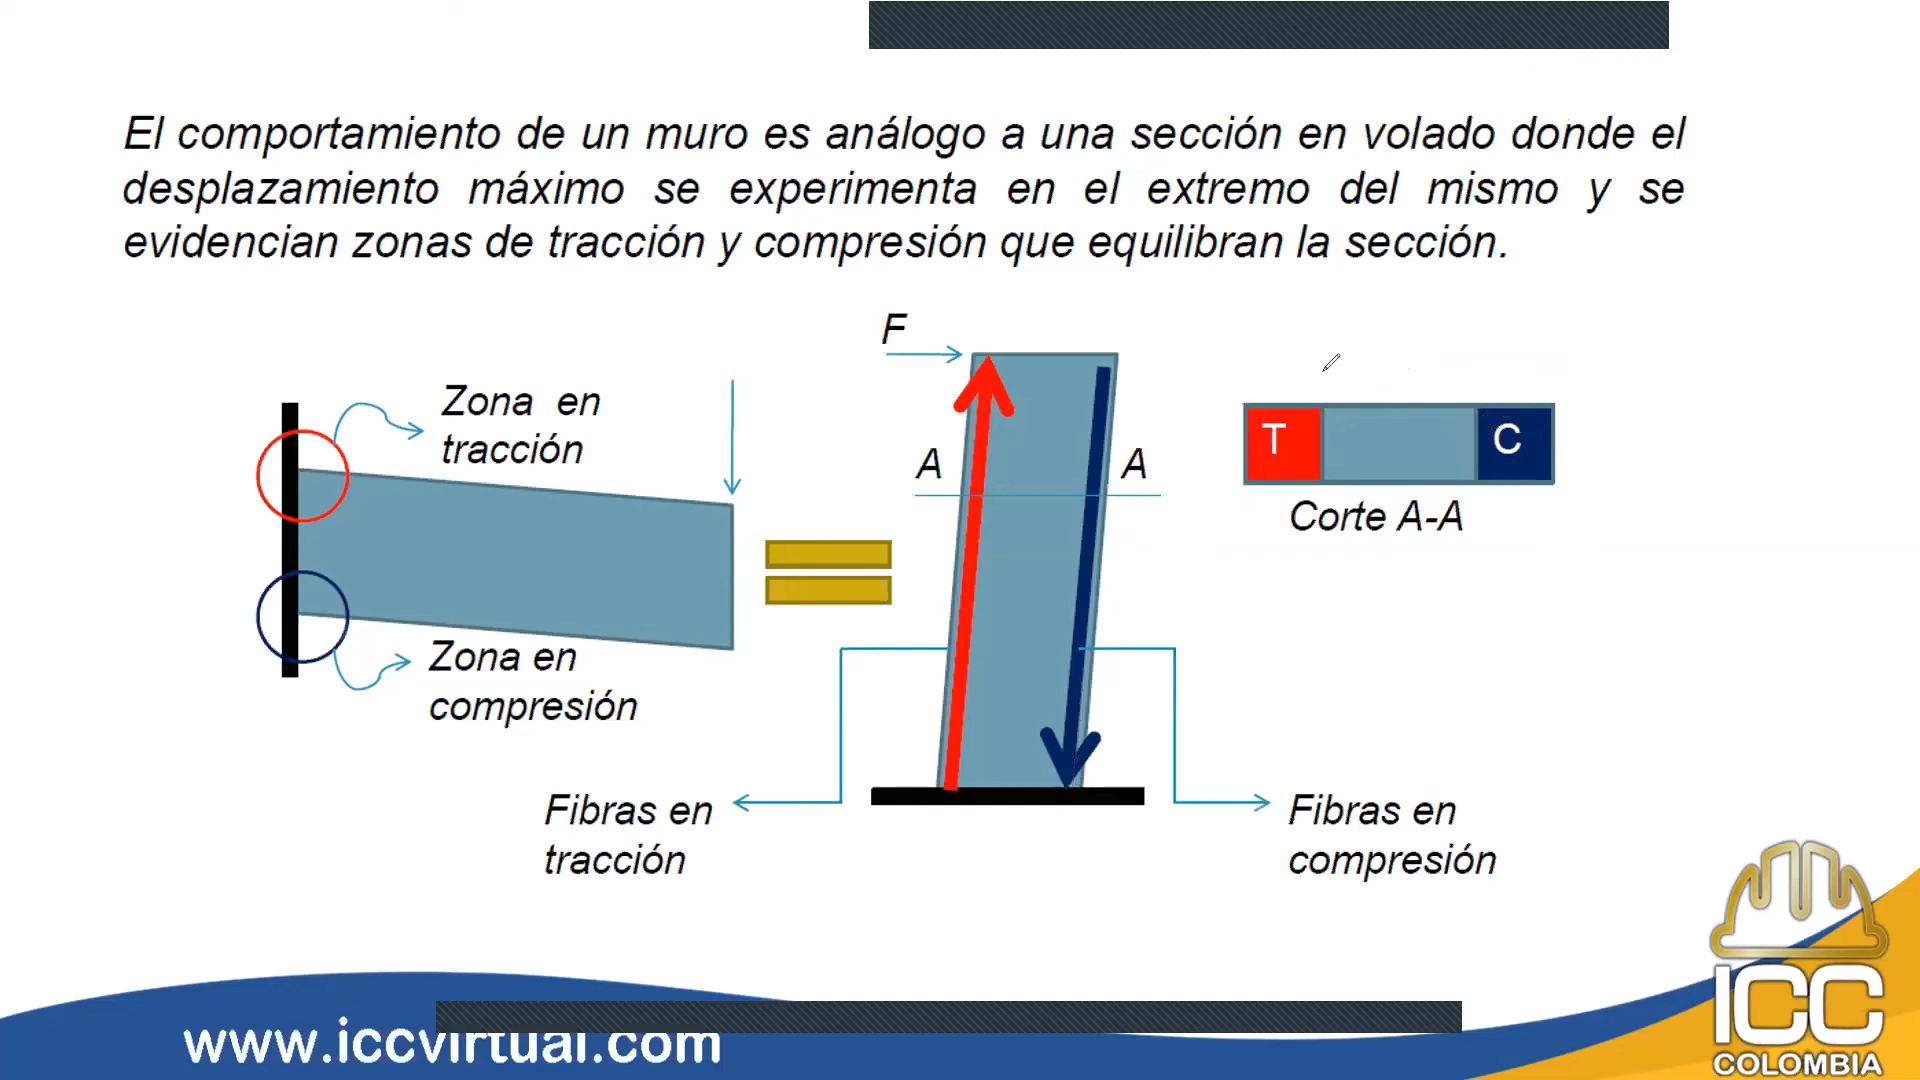 El comportamiento de un muro es análogo a una sección en volado donde el
desplazamiento máximo se experimenta en el extremo del mismo y se
evidencian zonas de tracción y compresión que equilibran la sección.
F
Zona en
tracción
A
A
T
C
Corte A-A
Zona en
compresión
Fibras en
tracción
Fibras en
compresión
www.iccvirtual.com
ICC
COLOMBIA